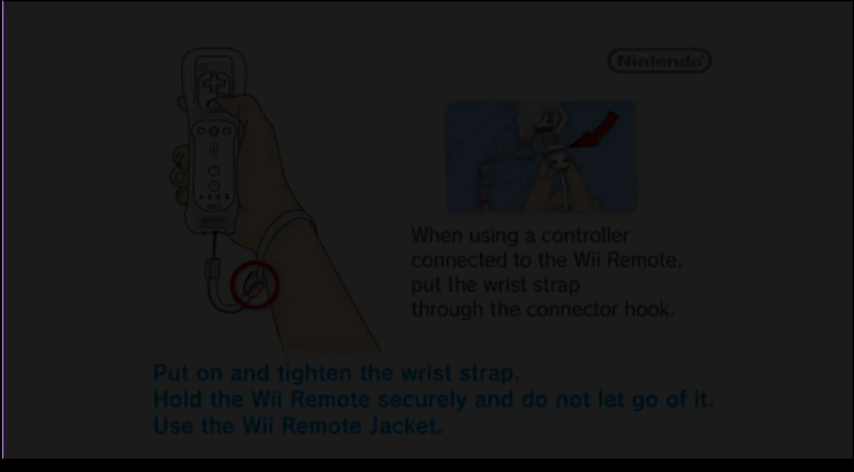 Nintendo
When using a controller
connected to the Wii Remote,
put the wrist strap
through the connector hook.
Put on and tighten the wrist strap.
Hold the Wii Remote securely and do not let go of it.
Use the Wii Remote Jacket.